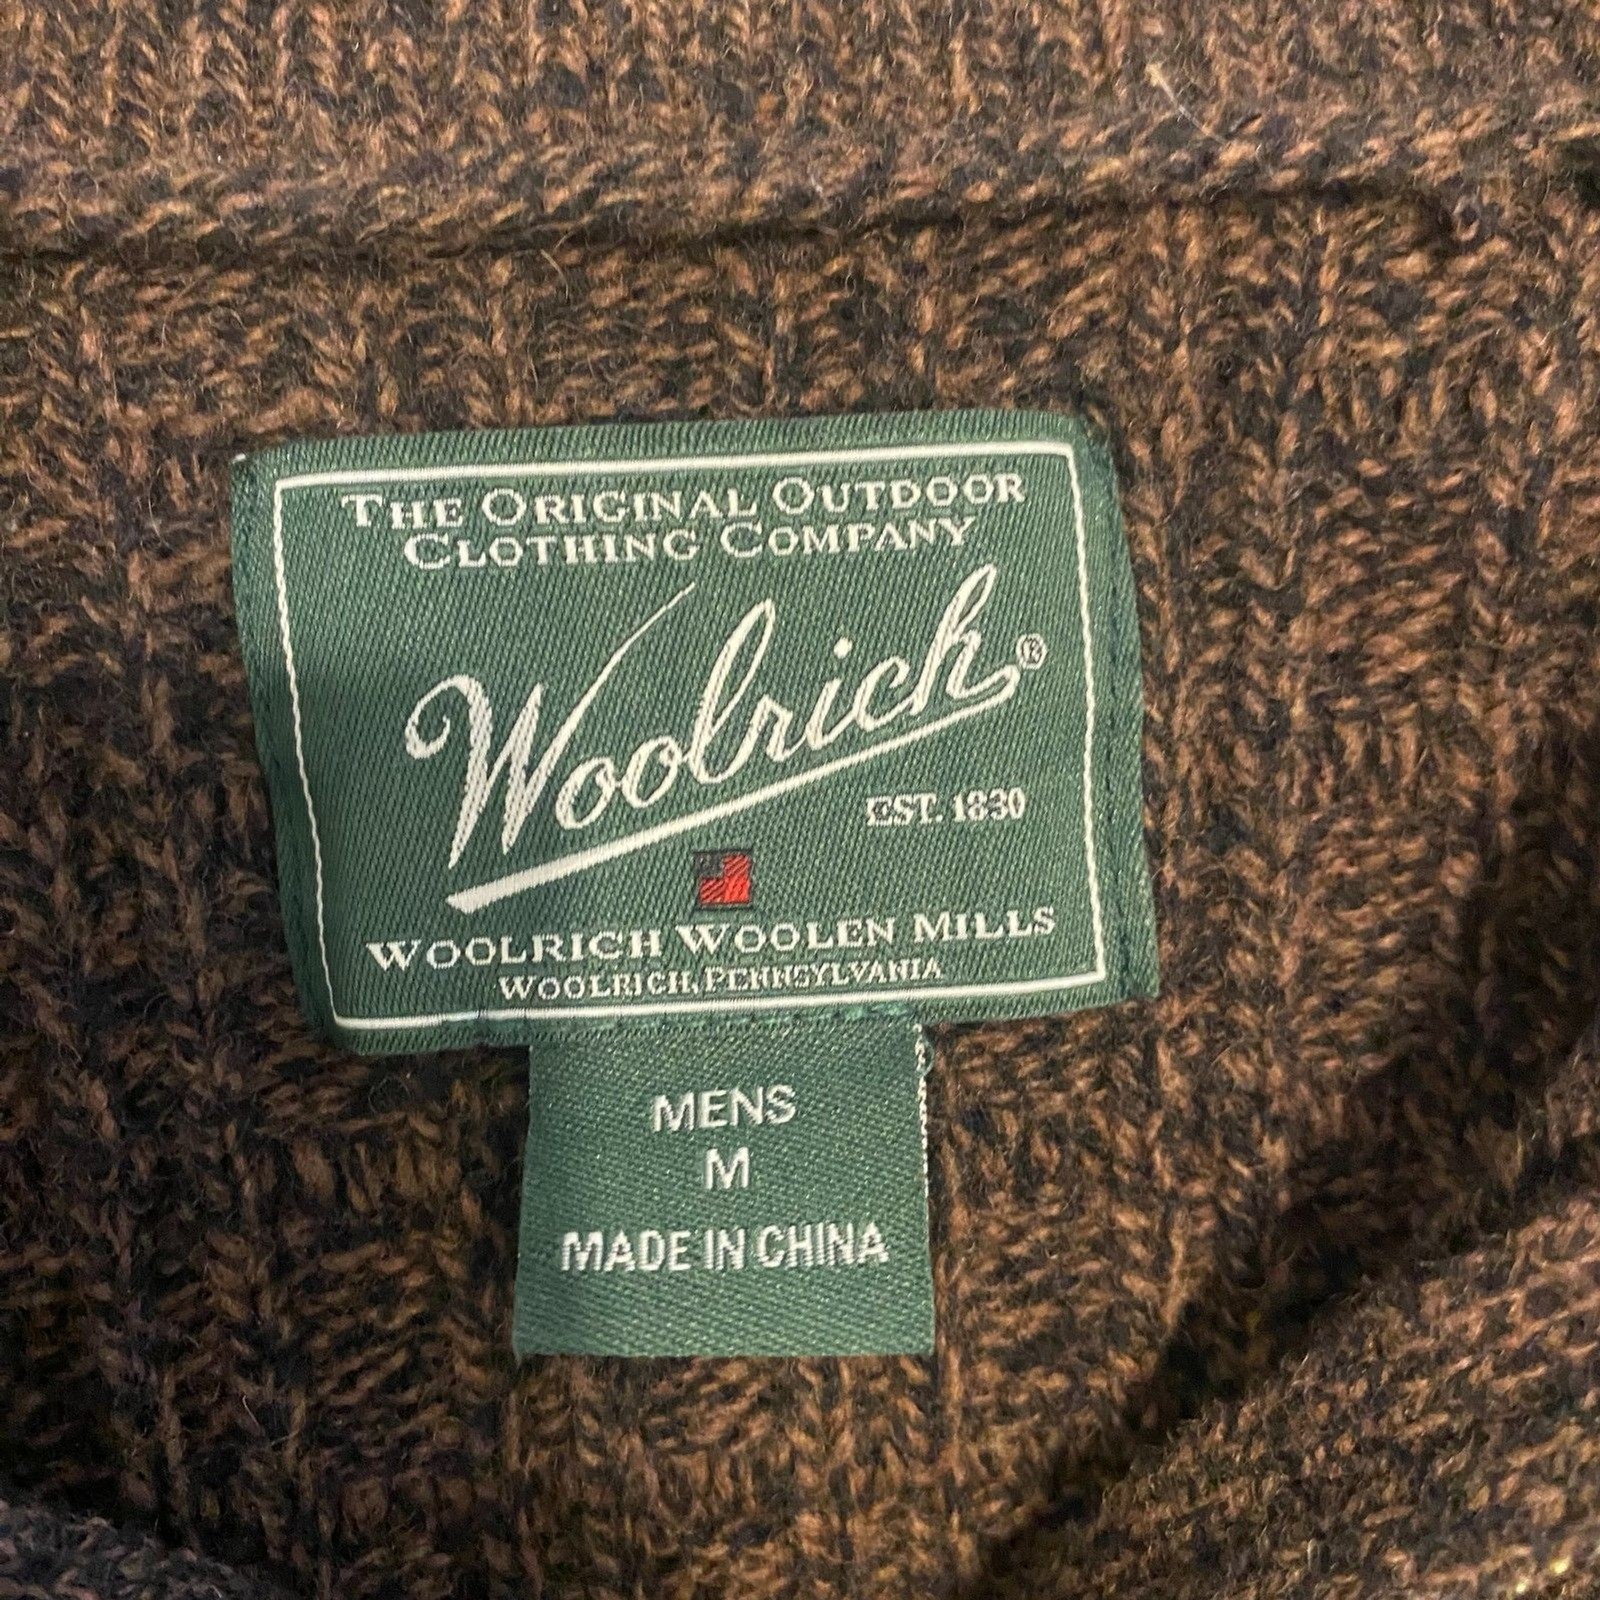 THE ORIGINAL OUTDOOR
CLOTHING COMPANY
Woolrich®
EST. 1830
WOOLRICH WOOLEN MILLS
WOOLRICH, PENNSYLVANIA
MENS
M
MADE IN CHINA